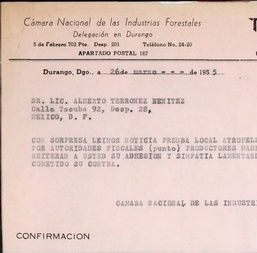 Cámara Nacional de las Industrias Forestales
Delegación en Durango
5 de Febrero 702 Pte. Desp. 201 Teléfono No. 24-20
APARTADO POSTAL 187
Durango, Dgo., a 26 de marzo - - - de 1955
SR. LIC. ALBERTO TERRONES BENITEZ
Calle Tacuba 92, Desp. 28,
MEXICO, D. F.
CON SORPRESA LEIMOS NOTICIA PRENSA LOCAL ATROPELL
POR AUTORIDADES FISCALES (punto) PRODUCTORES MAD
REITERAN A USTED SU ADHESION Y SIMPATIA LAMENTAN
COMETIDO SU CONTRA.
CAMARA NACIONAL DE LAS INDUSTRI
CONFIRMACION